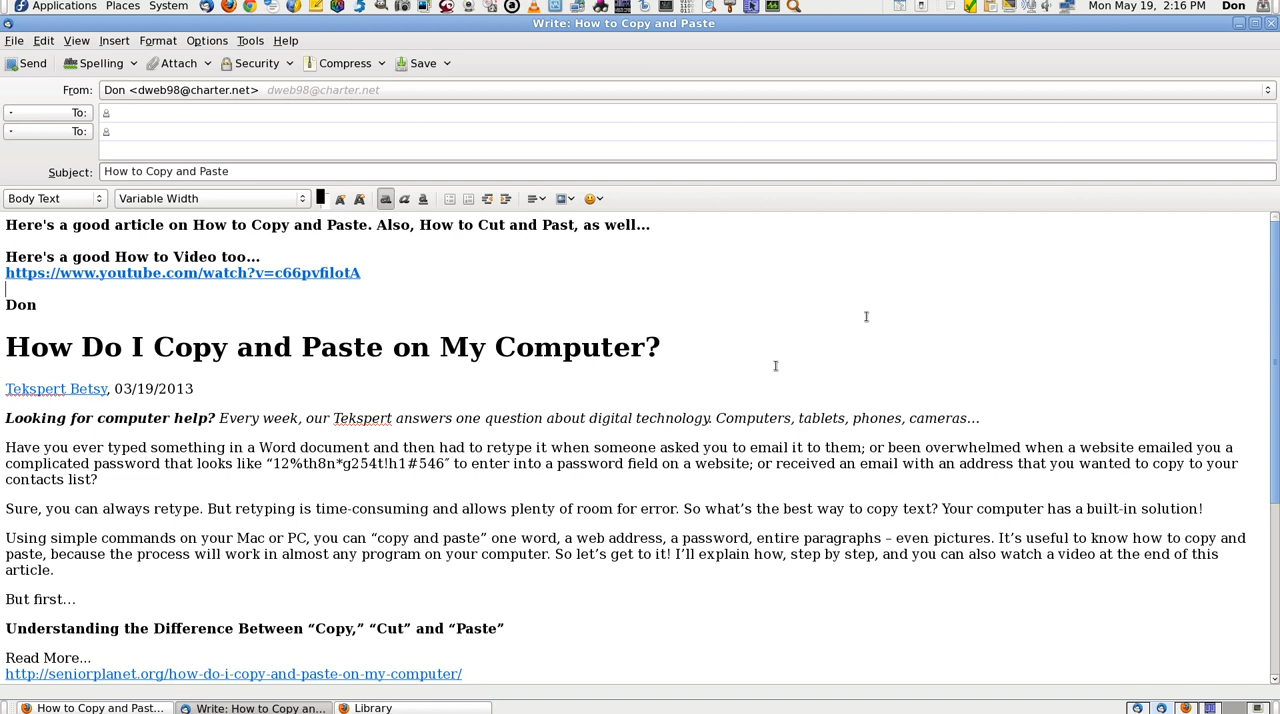 Applications Places System Mon May 19, 2:16 PM Don
Write: How to Copy and Paste
File Edit View Insert Format Options Tools Help
Send Spelling Attach Security Compress Save
From: Don <dweb98@charter.net> dweb98@charter.net
To:
To:
Subject: How to Copy and Paste
Body Text Variable Width
Here's a good article on How to Copy and Paste. Also, How to Cut and Past, as well...
Here's a good How to Video too...
https://www.youtube.com/watch?v=c66pvfilotA
Don
How Do I Copy and Paste on My Computer?
Tekspert Betsy, 03/19/2013
Looking for computer help? Every week, our Tekspert answers one question about digital technology. Computers, tablets, phones, cameras…
Have you ever typed something in a Word document and then had to retype it when someone asked you to email it to them; or been overwhelmed when a website emailed you a
complicated password that looks like “12%th8n*g254t!h1#546″ to enter into a password field on a website; or received an email with an address that you wanted to copy to your
contacts list?
Sure, you can always retype. But retyping is time-consuming and allows plenty of room for error. So what’s the best way to copy text? Your computer has a built-in solution!
Using simple commands on your Mac or PC, you can “copy and paste” one word, a web address, a password, entire paragraphs – even pictures. It’s useful to know how to copy and
paste, because the process will work in almost any program on your computer. So let’s get to it! I’ll explain how, step by step, and you can also watch a video at the end of this
article.
But first…
Understanding the Difference Between “Copy,” “Cut” and “Paste”
Read More...
http://seniorplanet.org/how-do-i-copy-and-paste-on-my-computer/
How to Copy and Past... Write: How to Copy an... Library